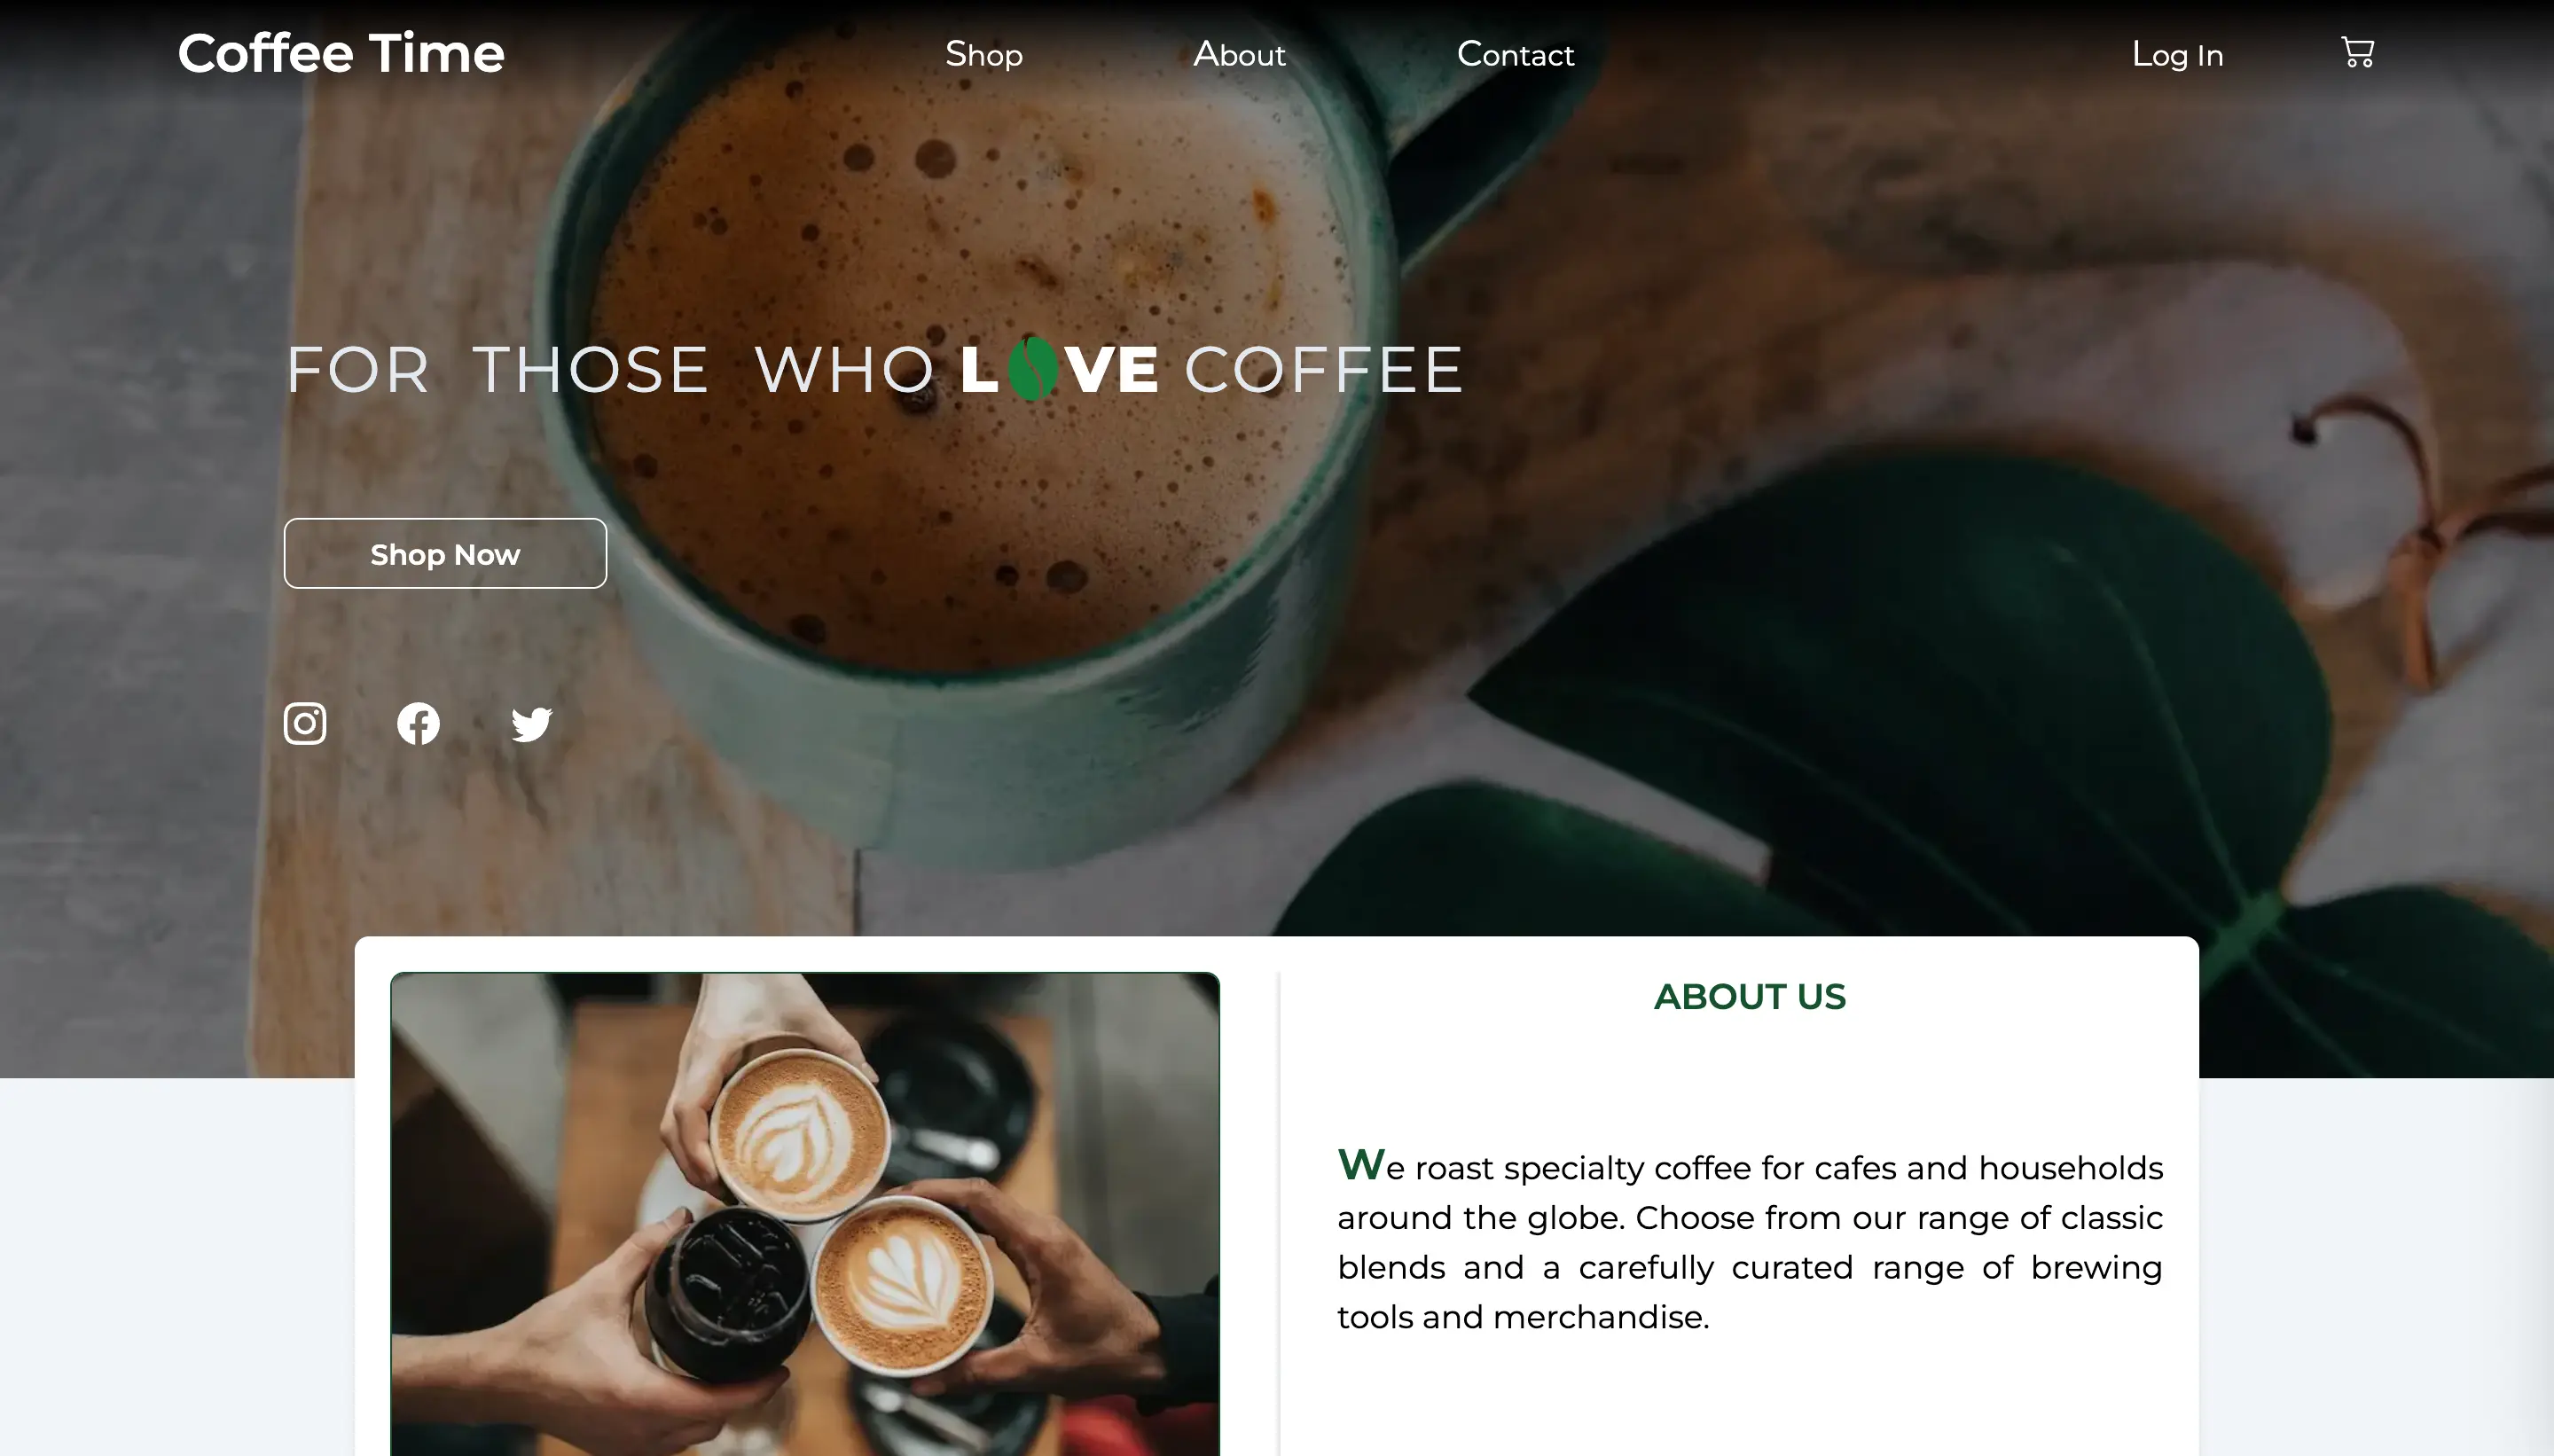 Coffee Time
Shop
About
Contact
Log In
FOR THOSE WHO LOVE COFFEE
Shop Now
ABOUT US
We roast specialty coffee for cafes and households
around the globe. Choose from our range of classic
blends and a carefully curated range of brewing
tools and merchandise.